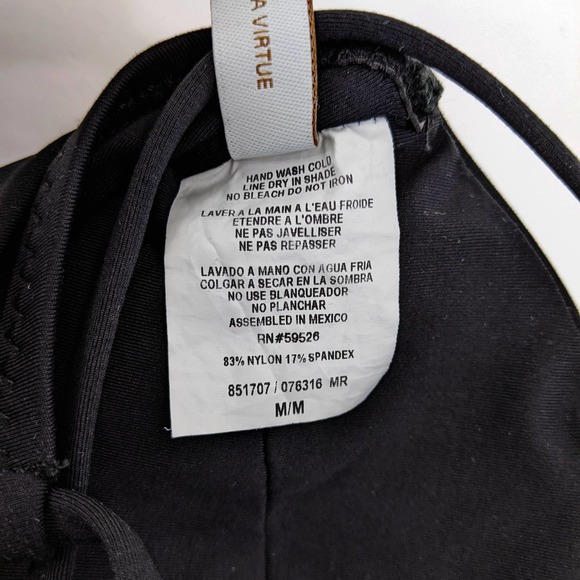 A VIRTUE
HAND WASH COLD
LINE DRY IN SHADE
NO BLEACH DO NOT IRON
LAVER A LA MAIN A L'EAU FROIDE
ETENDRE A L'OMBRE
NE PAS JAVELLISER
NE PAS REPASSER
LAVADO A MANO CON AGUA FRIA
COLGAR A SECAR EN LA SOMBRA
NO USE BLANQUEADOR
NO PLANCHAR
ASSEMBLED IN MEXICO
RN#59526
83% NYLON 17% SPANDEX
851707 / 076316 MR
M/M